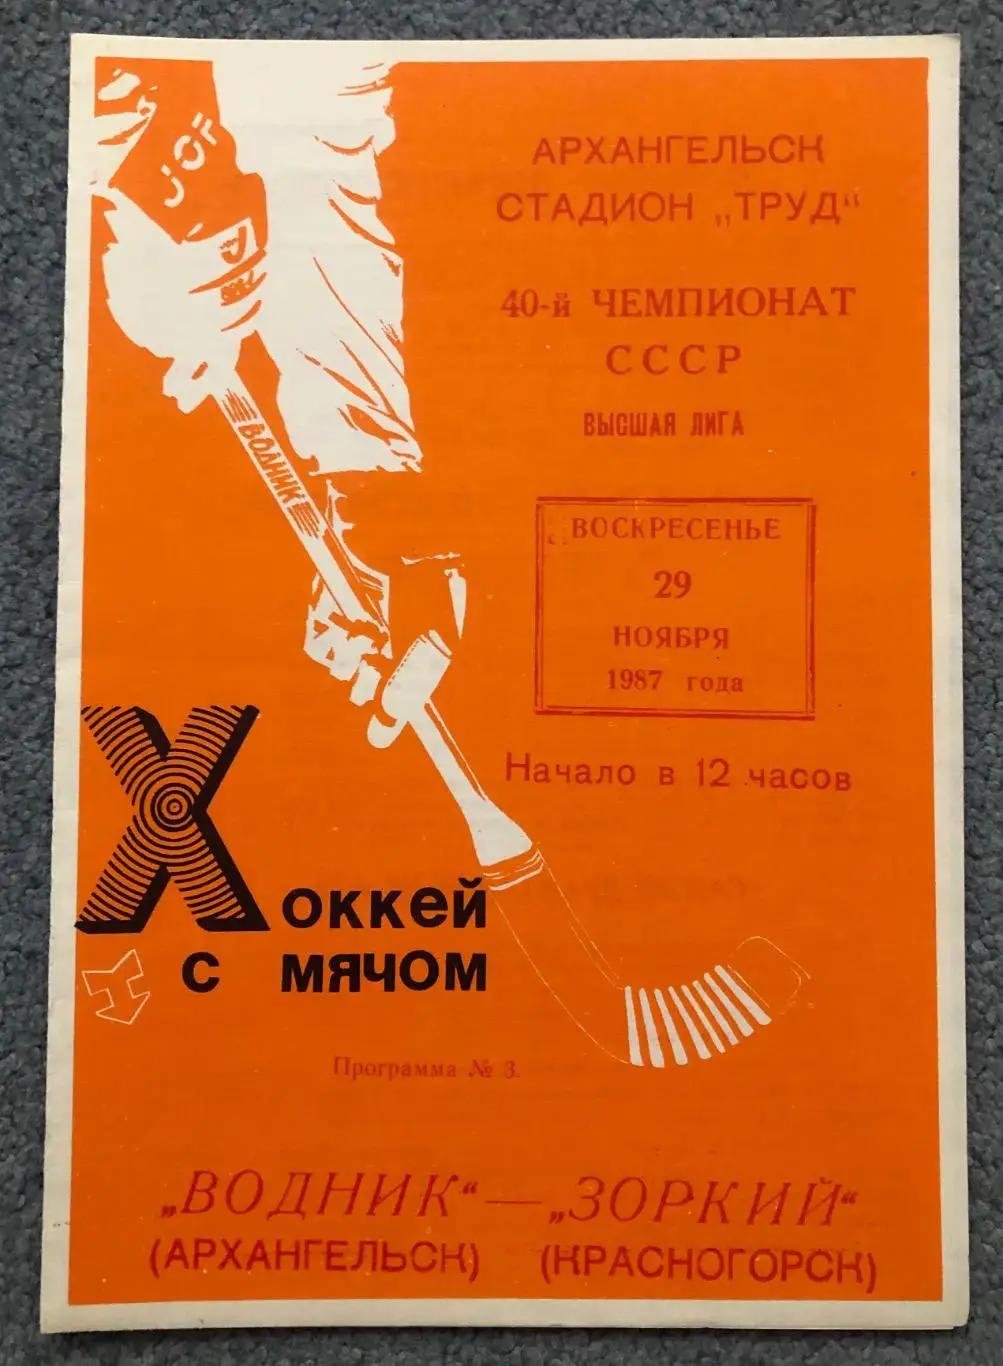 JOF
АРХАНГЕЛЬСК
СТАДИОН „ТРУД“
40-й ЧЕМПИОНАТ
СССР
ВЫСШАЯ ЛИГА
ВОДНИК
ВОСКРЕСЕНЬЕ
29
НОЯБРЯ
1987 года
Начало в 12 часов
Хоккей
с мячом
Программа № 3.
„ВОДНИК“ — „ЗОРКИЙ“
(АРХАНГЕЛЬСК) (КРАСНОГОРСК)